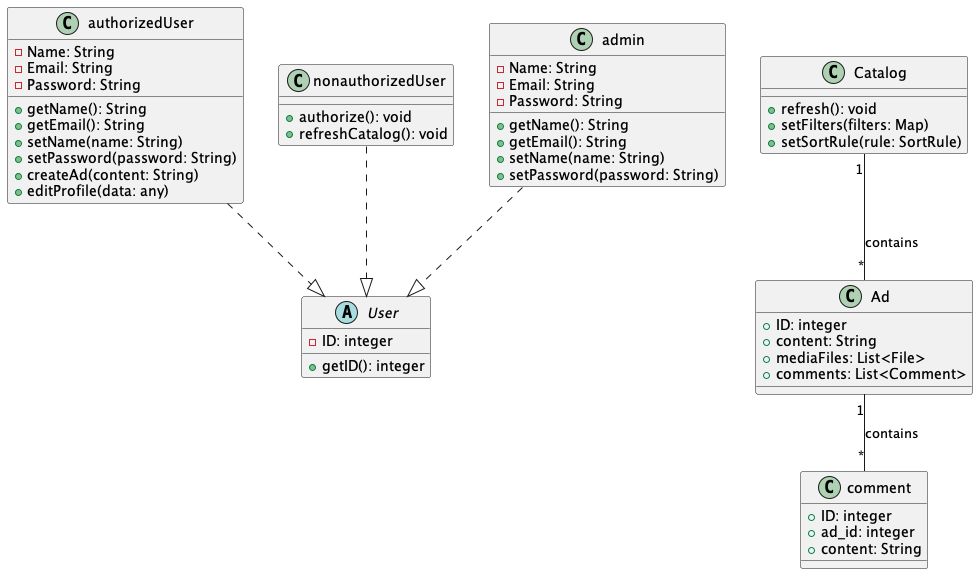 C authorizedUser
Name: String
Email: String
Password: String
getName(): String
getEmail(): String
setName(name: String)
setPassword(password: String)
createAd(content: String)
editProfile(data: any)
C nonauthorizedUser
authorize(): void
refreshCatalog(): void
C admin
Name: String
Email: String
Password: String
getName(): String
getEmail(): String
setName(name: String)
setPassword(password: String)
C Catalog
refresh(): void
setFilters(filters: Map)
setSortRule(rule: SortRule)
1
contains
*
A User
ID: integer
getID(): integer
C Ad
ID: integer
content: String
mediaFiles: List<File>
comments: List<Comment>
1
contains
*
C comment
ID: integer
ad_id: integer
content: String